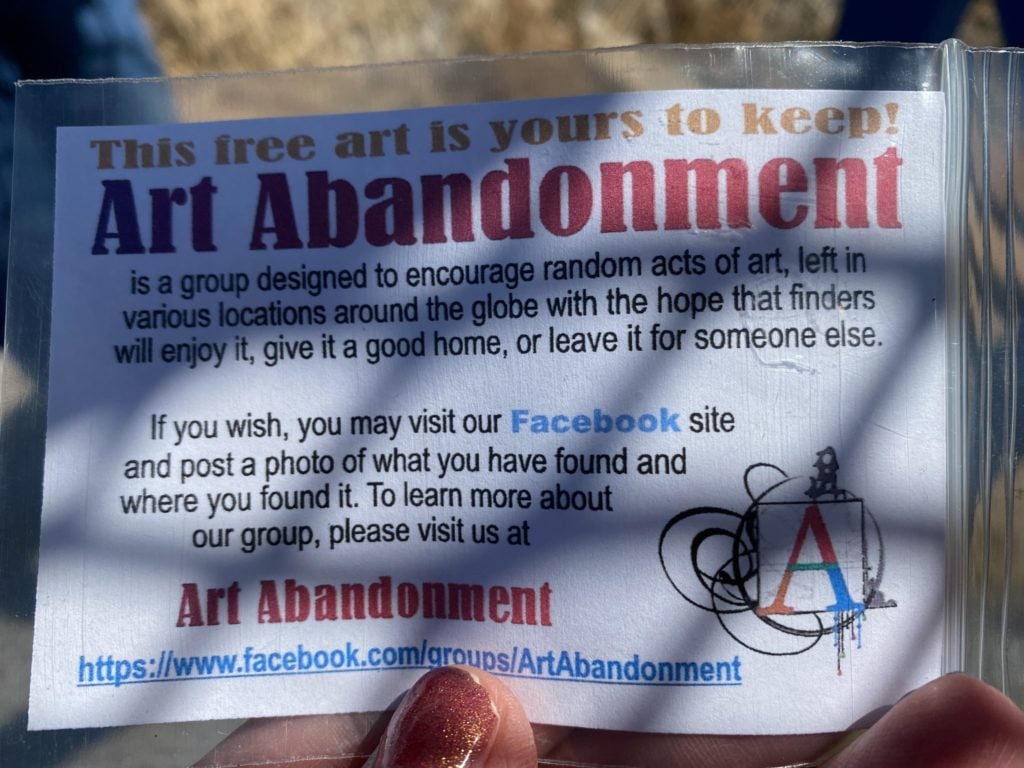 This free art is yours to keep!
Art Abandonment
is a group designed to encourage random acts of art, left in
various locations around the globe with the hope that finders
will enjoy it, give it a good home, or leave it for someone else.
If you wish, you may visit our Facebook site
and post a photo of what you have found and
where you found it. To learn more about
our group, please visit us at
Art Abandonment
https://www.facebook.com/groups/ArtAbandonment
A